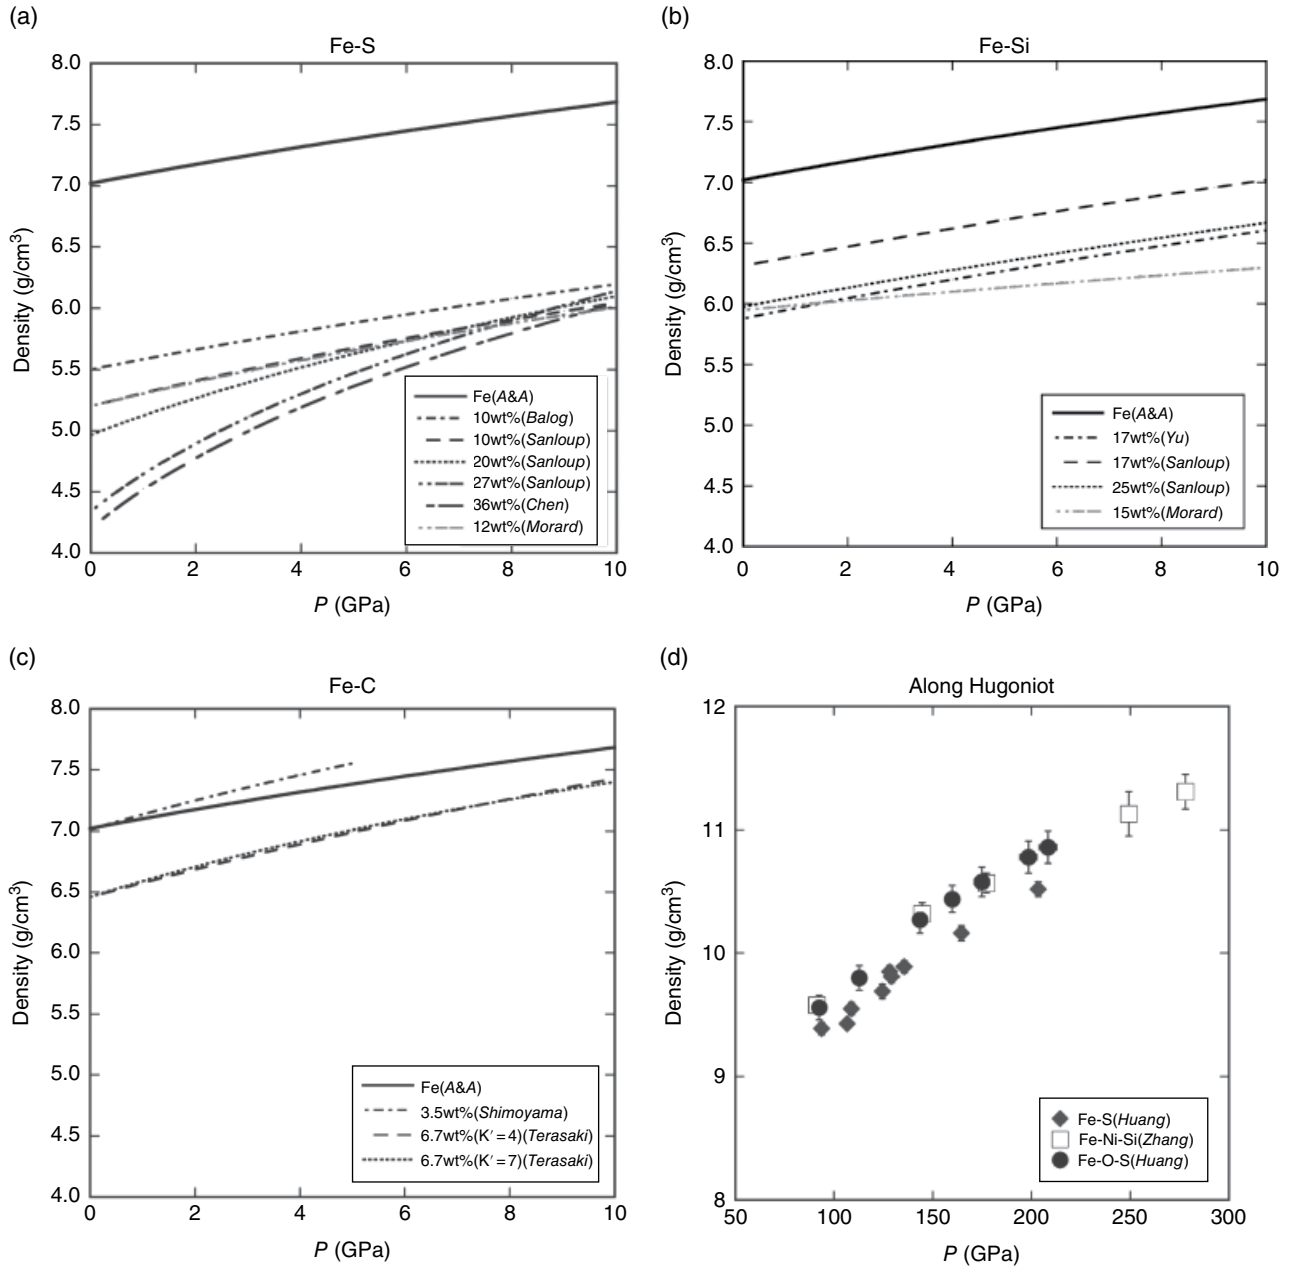 (a)
Fe-S
8.0
7.5
7.0
6.5
6.0
5.5
5.0
4.5
4.0
Density (g/cm³)
0 2 4 6 8 10
P (GPa)
Fe(A&A)
10wt%(Balog)
10wt%(Sanloup)
20wt%(Sanloup)
27wt%(Sanloup)
36wt%(Chen)
12wt%(Morard)
(b)
Fe-Si
8.0
7.5
7.0
6.5
6.0
5.5
5.0
4.5
4.0
Density (g/cm³)
0 2 4 6 8 10
P (GPa)
Fe(A&A)
17wt%(Yu)
17wt%(Sanloup)
25wt%(Sanloup)
15wt%(Morard)
(c)
Fe-C
8.0
7.5
7.0
6.5
6.0
5.5
5.0
4.5
4.0
Density (g/cm³)
0 2 4 6 8 10
P (GPa)
Fe(A&A)
3.5wt%(Shimoyama)
6.7wt%(K′ = 4)(Terasaki)
6.7wt%(K′ = 7)(Terasaki)
(d)
Along Hugoniot
12
11
10
9
8
Density (g/cm³)
50 100 150 200 250 300
P (GPa)
Fe-S(Huang)
Fe-Ni-Si(Zhang)
Fe-O-S(Huang)